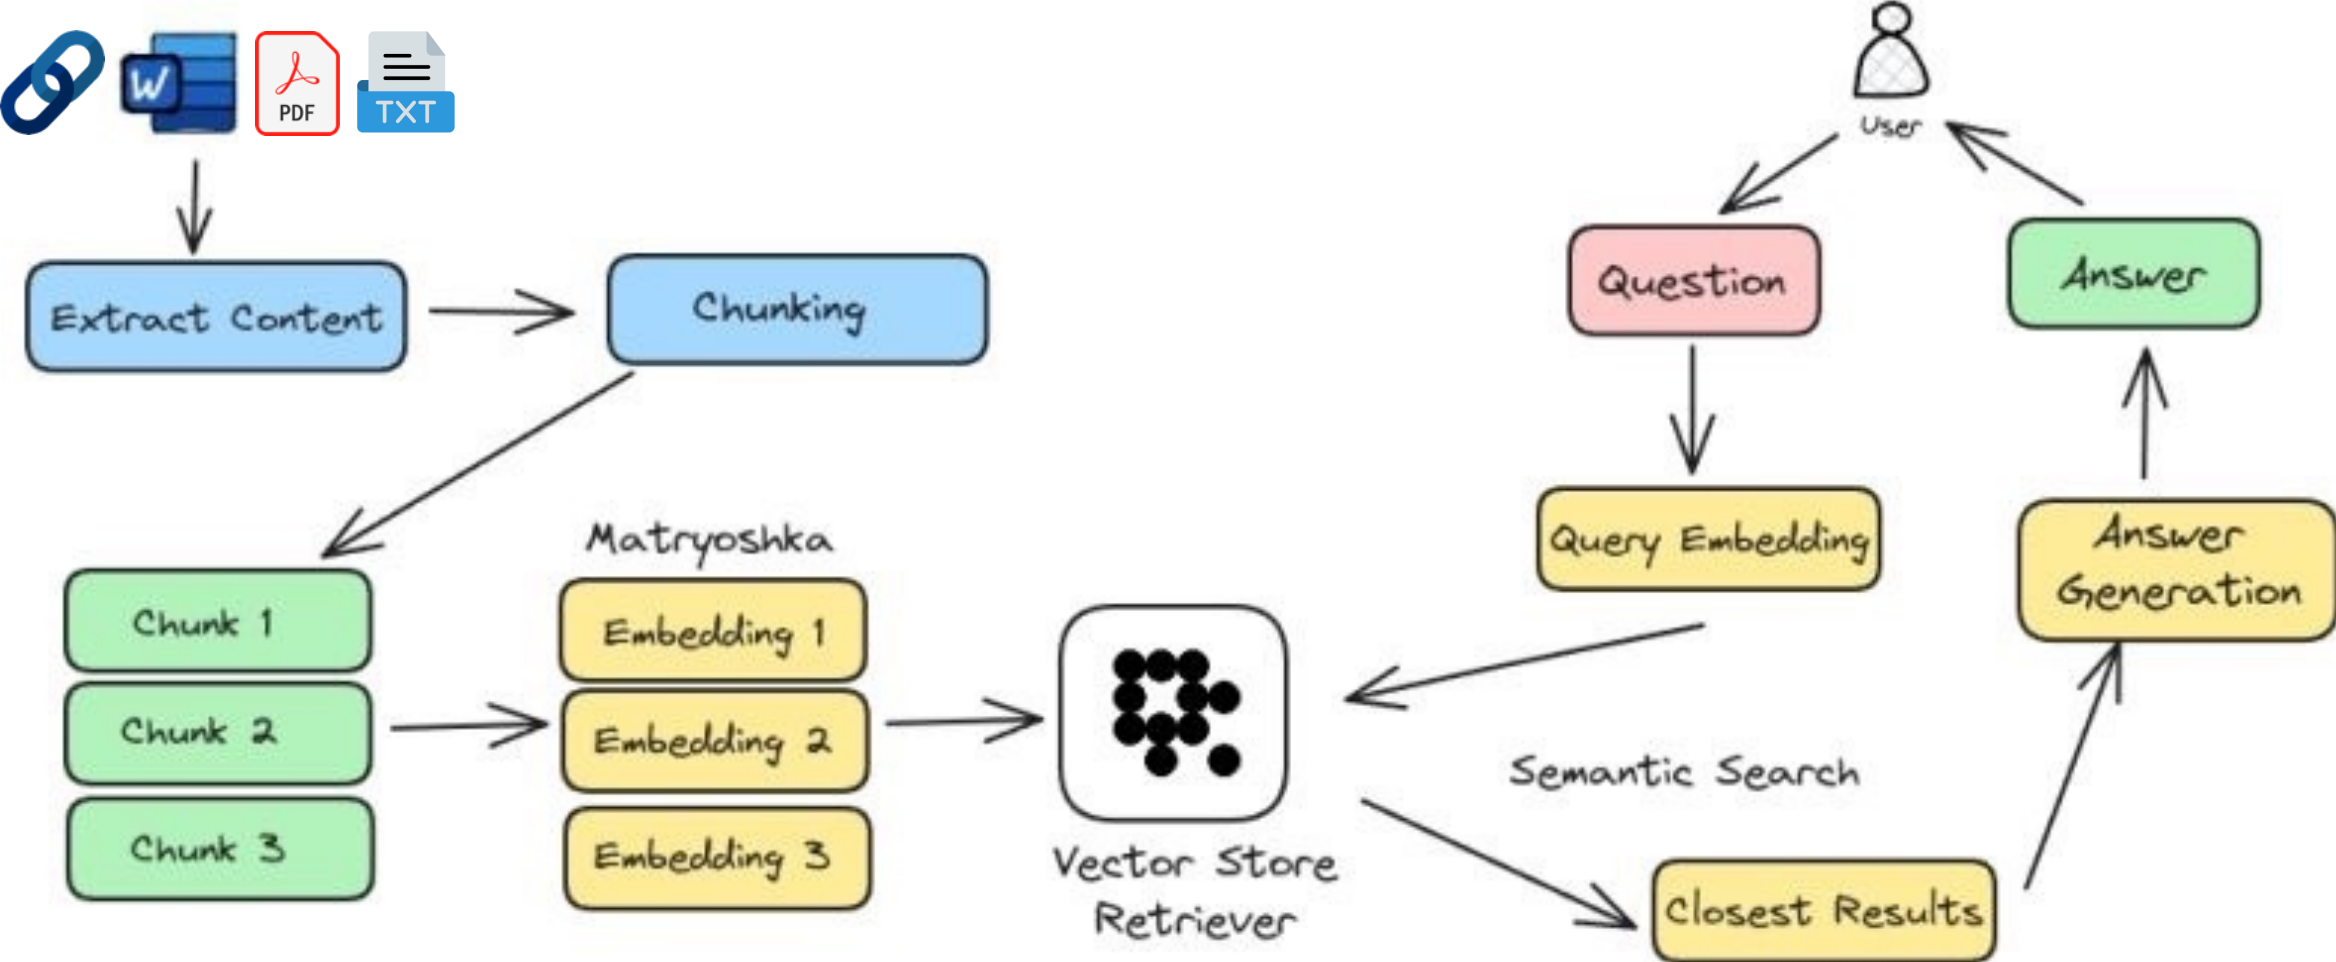 W
PDF
TXT
User
Extract Content
Chunking
Question
Answer
Matryoshka
Chunk 1
Chunk 2
Chunk 3
Embedding 1
Embedding 2
Embedding 3
Vector Store
Retriever
Query Embedding
Semantic Search
Closest Results
Answer
Generation